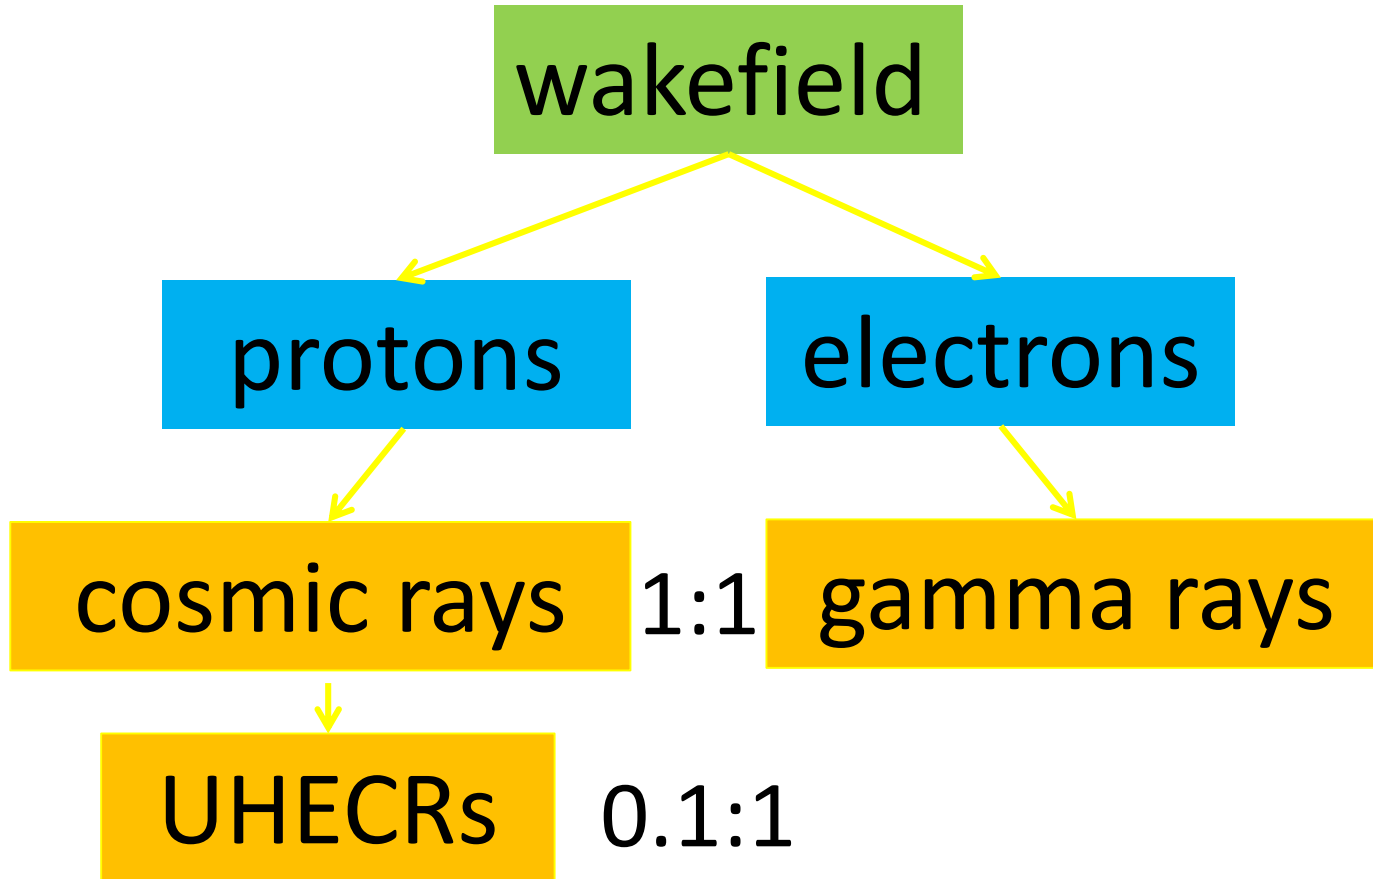 wakefield
protons
electrons
cosmic rays
1:1
gamma rays
UHECRs
0.1:1